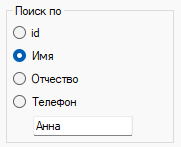 Поиск по
id
Имя
Отчество
Телефон
Анна